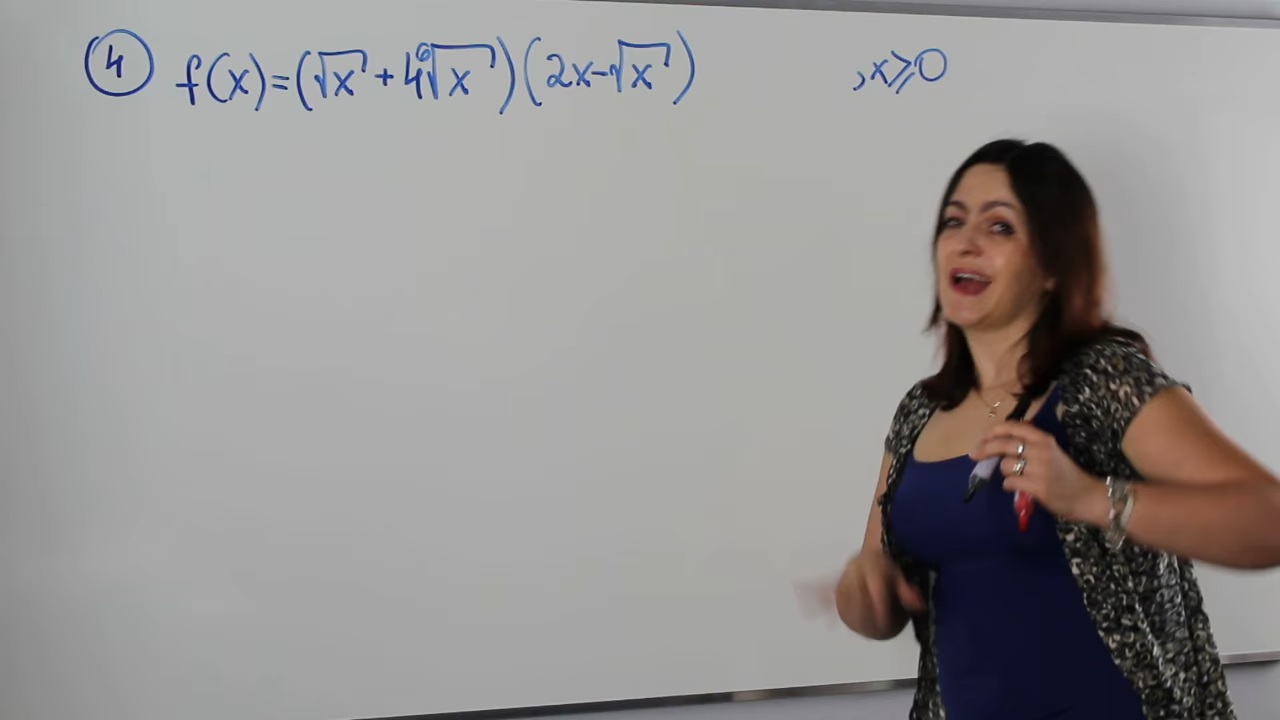 ④ f(x)=(√x + 4⁶√x)(2x-√x) , x⩾0